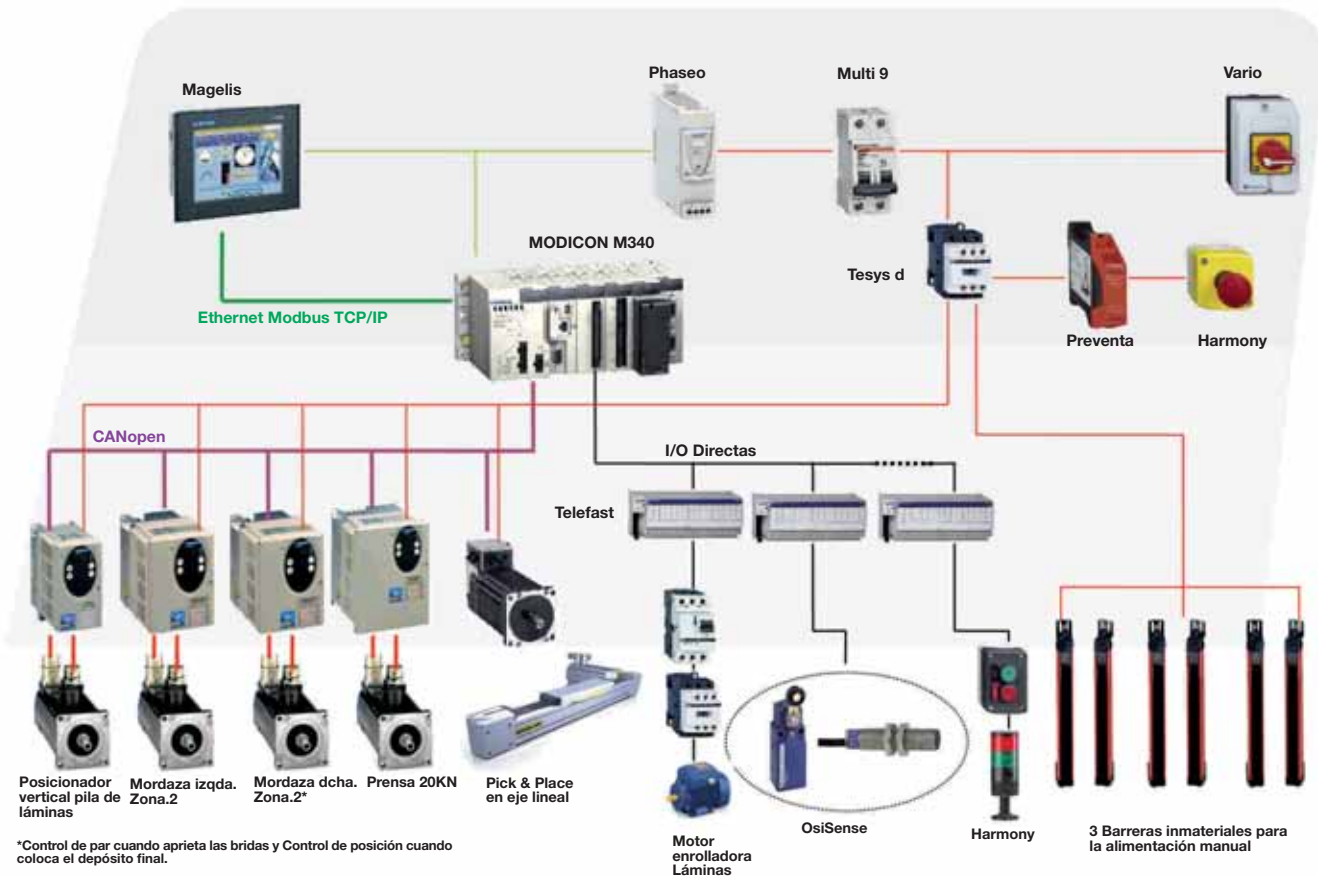 Magelis
Phaseo
Multi 9
Vario
MODICON M340
Tesys d
Ethernet Modbus TCP/IP
Preventa
Harmony
CANopen
I/O Directas
Telefast
Posicionador
vertical pila de
láminas
Mordaza izqda.
Zona.2
Mordaza dcha.
Zona.2*
Prensa 20KN
Pick & Place
en eje lineal
Motor
enrolladora
Láminas
OsiSense
Harmony
3 Barreras inmateriales para
la alimentación manual
*Control de par cuando aprieta las bridas y Control de posición cuando
coloca el depósito final.